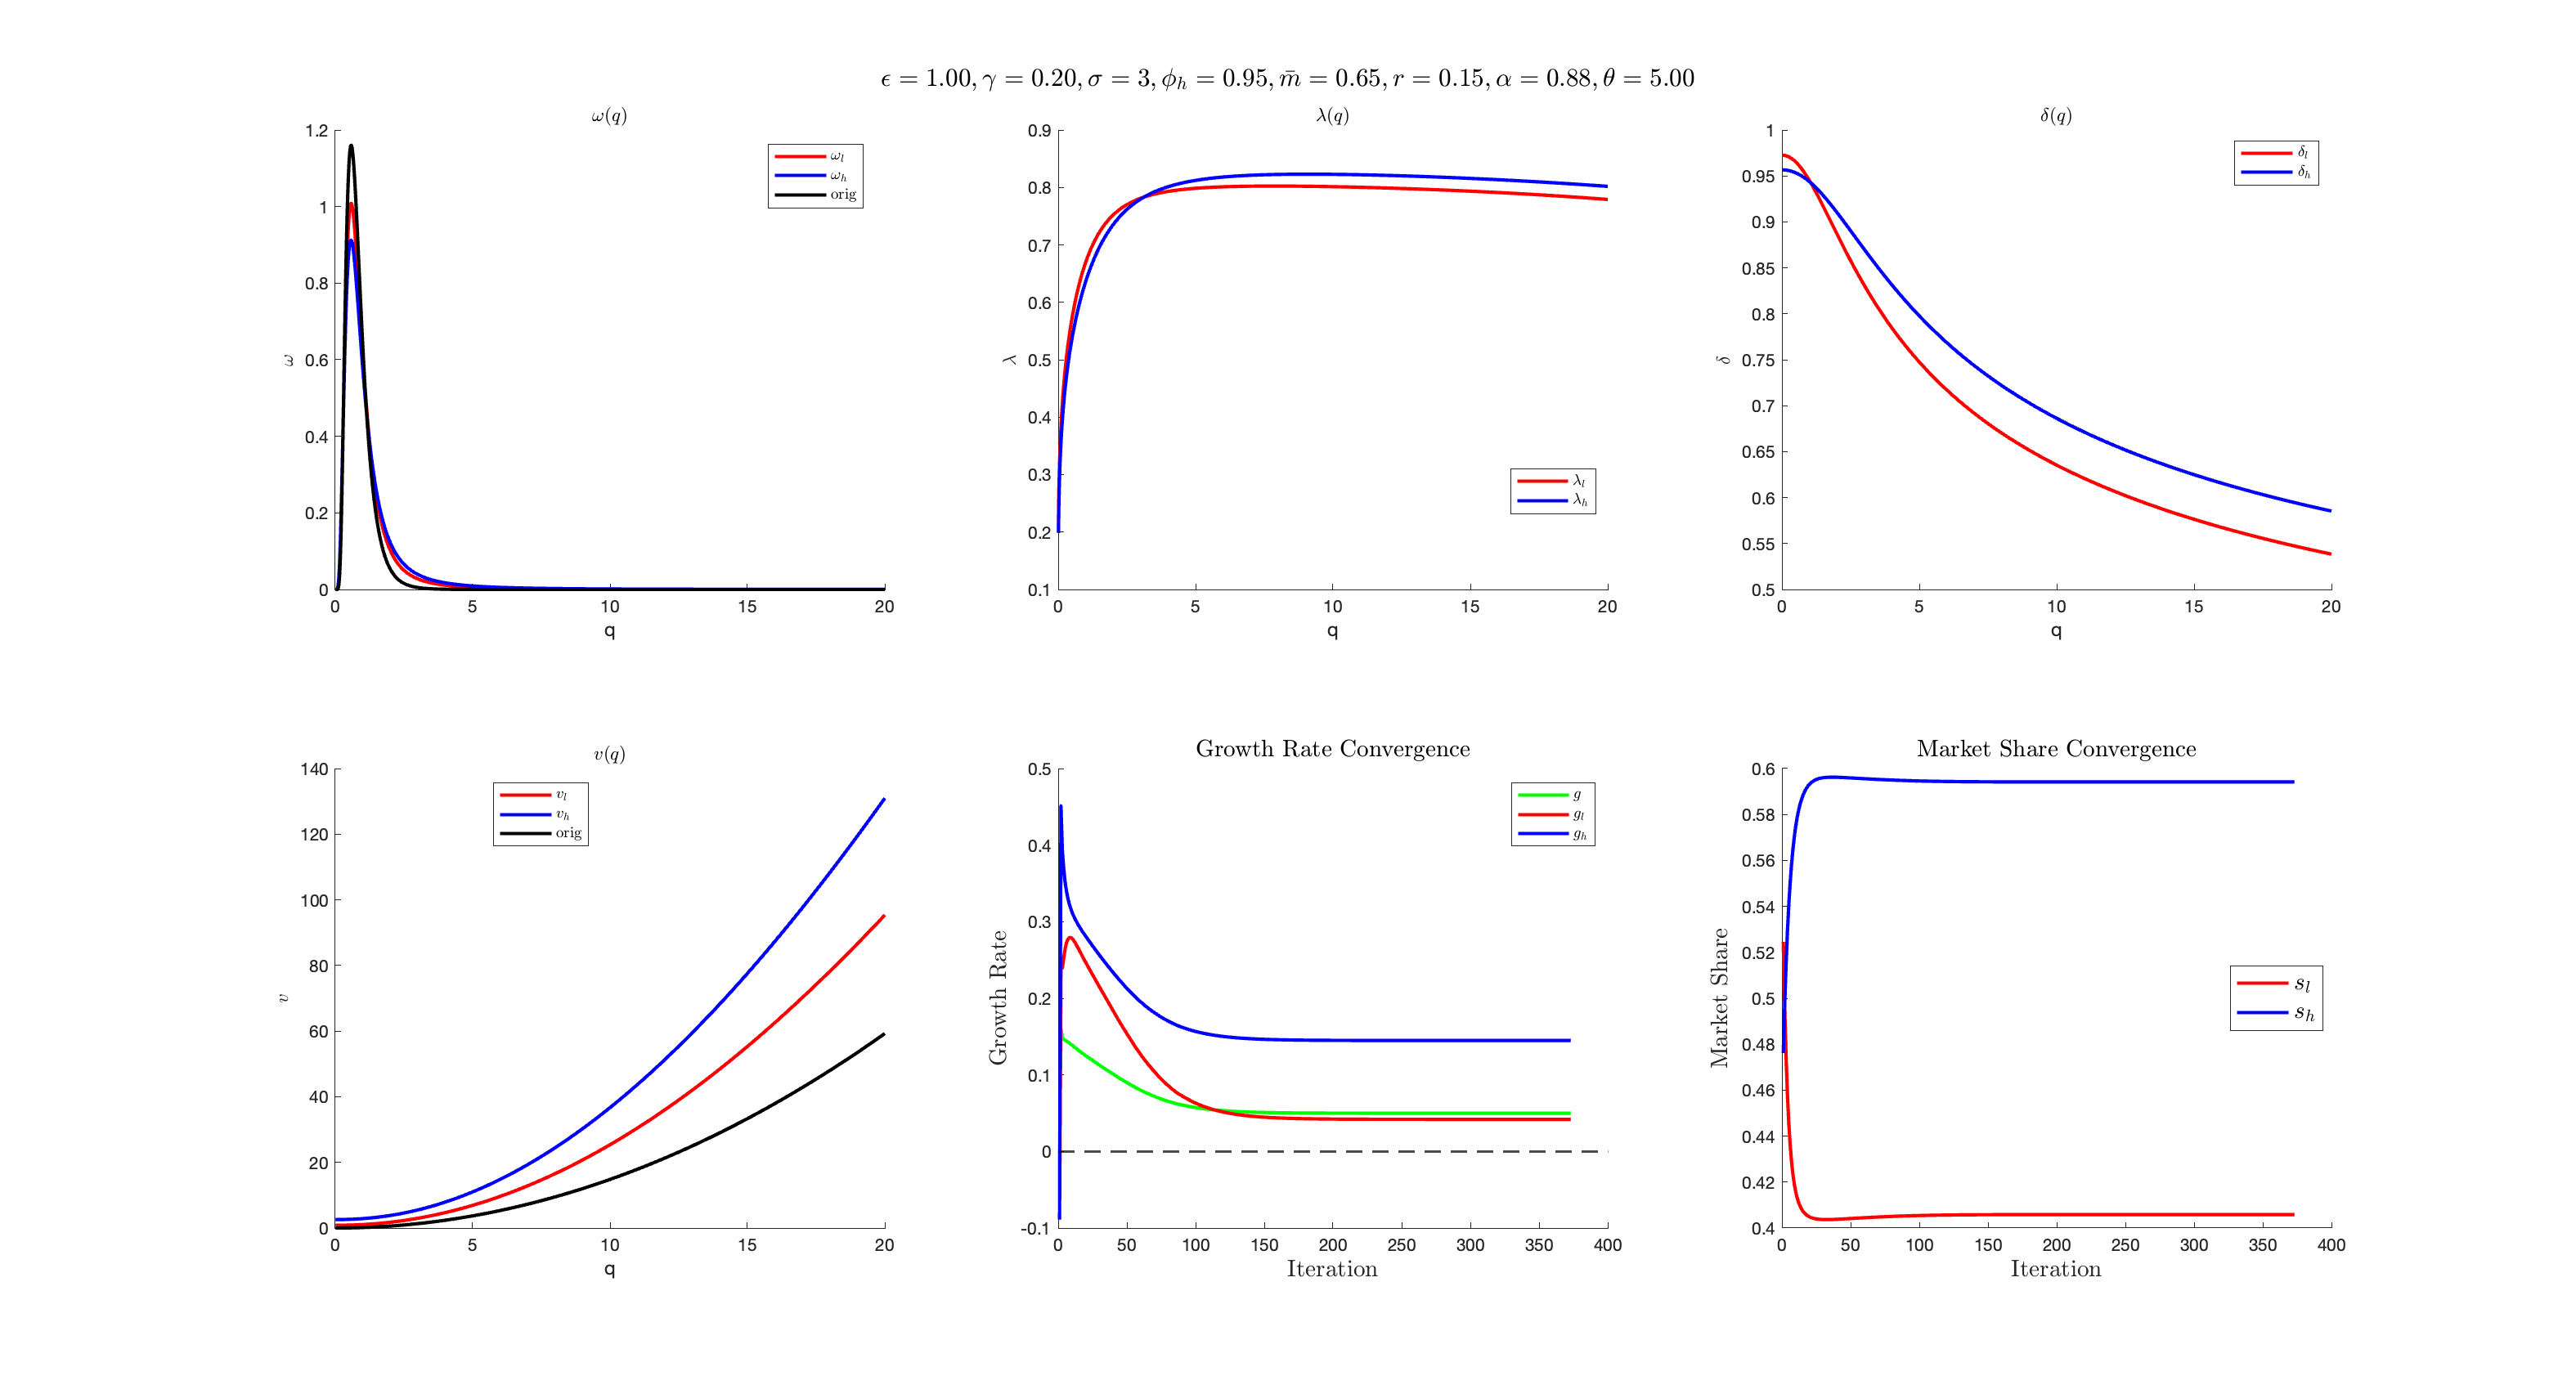 ϵ = 1.00, γ = 0.20, σ = 3, ϕ_h = 0.95, m̄ = 0.65, r = 0.15, α = 0.88, θ = 5.00
ω(q)
1.2
1
0.8
0.6
0.4
0.2
0
ω
0 5 10 15 20
q
ω_l
ω_h
orig
λ(q)
0.9
0.8
0.7
0.6
0.5
0.4
0.3
0.2
0.1
λ
0 5 10 15 20
q
λ_l
λ_h
δ(q)
1
0.95
0.9
0.85
0.8
0.75
0.7
0.65
0.6
0.55
0.5
δ
0 5 10 15 20
q
δ_l
δ_h
v(q)
140
120
100
80
60
40
20
0
v
0 5 10 15 20
q
v_l
v_h
orig
Growth Rate Convergence
0.5
0.4
0.3
0.2
0.1
0
-0.1
Growth Rate
0 50 100 150 200 250 300 350 400
Iteration
g
g_l
g_h
Market Share Convergence
0.6
0.58
0.56
0.54
0.52
0.5
0.48
0.46
0.44
0.42
0.4
Market Share
0 50 100 150 200 250 300 350 400
Iteration
s_l
s_h